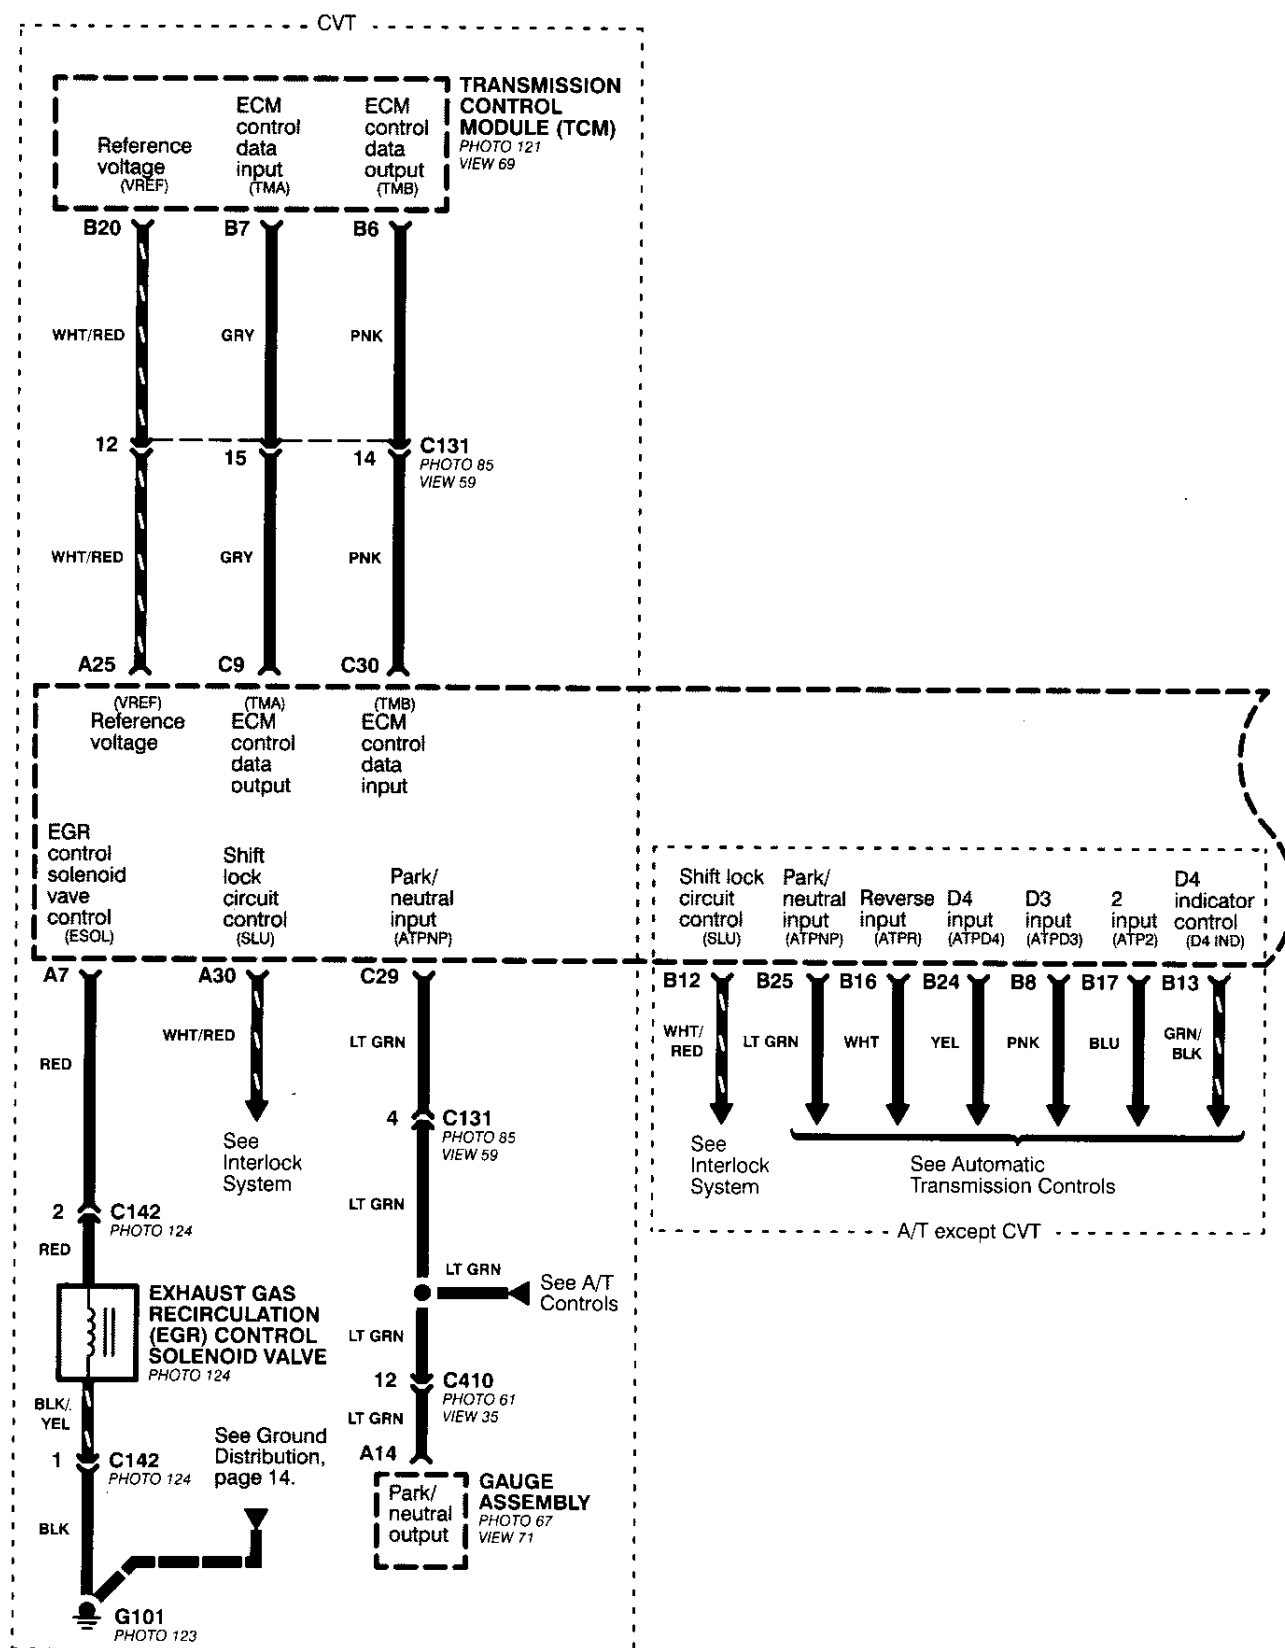 CVT
TRANSMISSION
CONTROL
MODULE (TCM)
PHOTO 121
VIEW 69
Reference
voltage
(VREF)
ECM
control
data
input
(TMA)
ECM
control
data
output
(TMB)
B20
B7
B6
WHT/RED
GRY
PNK
12
15
14
C131
PHOTO 85
VIEW 59
WHT/RED
GRY
PNK
A25
C9
C30
(VREF)
Reference
voltage
(TMA)
ECM
control
data
output
(TMB)
ECM
control
data
input
EGR
control
solenoid
vave
control
(ESOL)
Shift
lock
circuit
control
(SLU)
Park/
neutral
input
(ATPNP)
Shift lock
circuit
control
(SLU)
Park/
neutral
input
(ATPNP)
Reverse
input
(ATPR)
D4
input
(ATPD4)
D3
input
(ATPD3)
2
input
(ATP2)
D4
indicator
control
(D4 IND)
A7
A30
C29
B12
B25
B16
B24
B8
B17
B13
RED
WHT/RED
LT GRN
WHT/
RED
LT GRN
WHT
YEL
PNK
BLU
GRN/
BLK
See
Interlock
System
4
C131
PHOTO 85
VIEW 59
See
Interlock
System
See Automatic
Transmission Controls
A/T except CVT
2
C142
PHOTO 124
RED
LT GRN
LT GRN
See A/T
Controls
EXHAUST GAS
RECIRCULATION
(EGR) CONTROL
SOLENOID VALVE
PHOTO 124
LT GRN
12
C410
PHOTO 61
VIEW 35
BLK/
YEL
LT GRN
1
C142
PHOTO 124
See Ground
Distribution,
page 14.
A14
Park/
neutral
output
GAUGE
ASSEMBLY
PHOTO 67
VIEW 71
BLK
G101
PHOTO 123